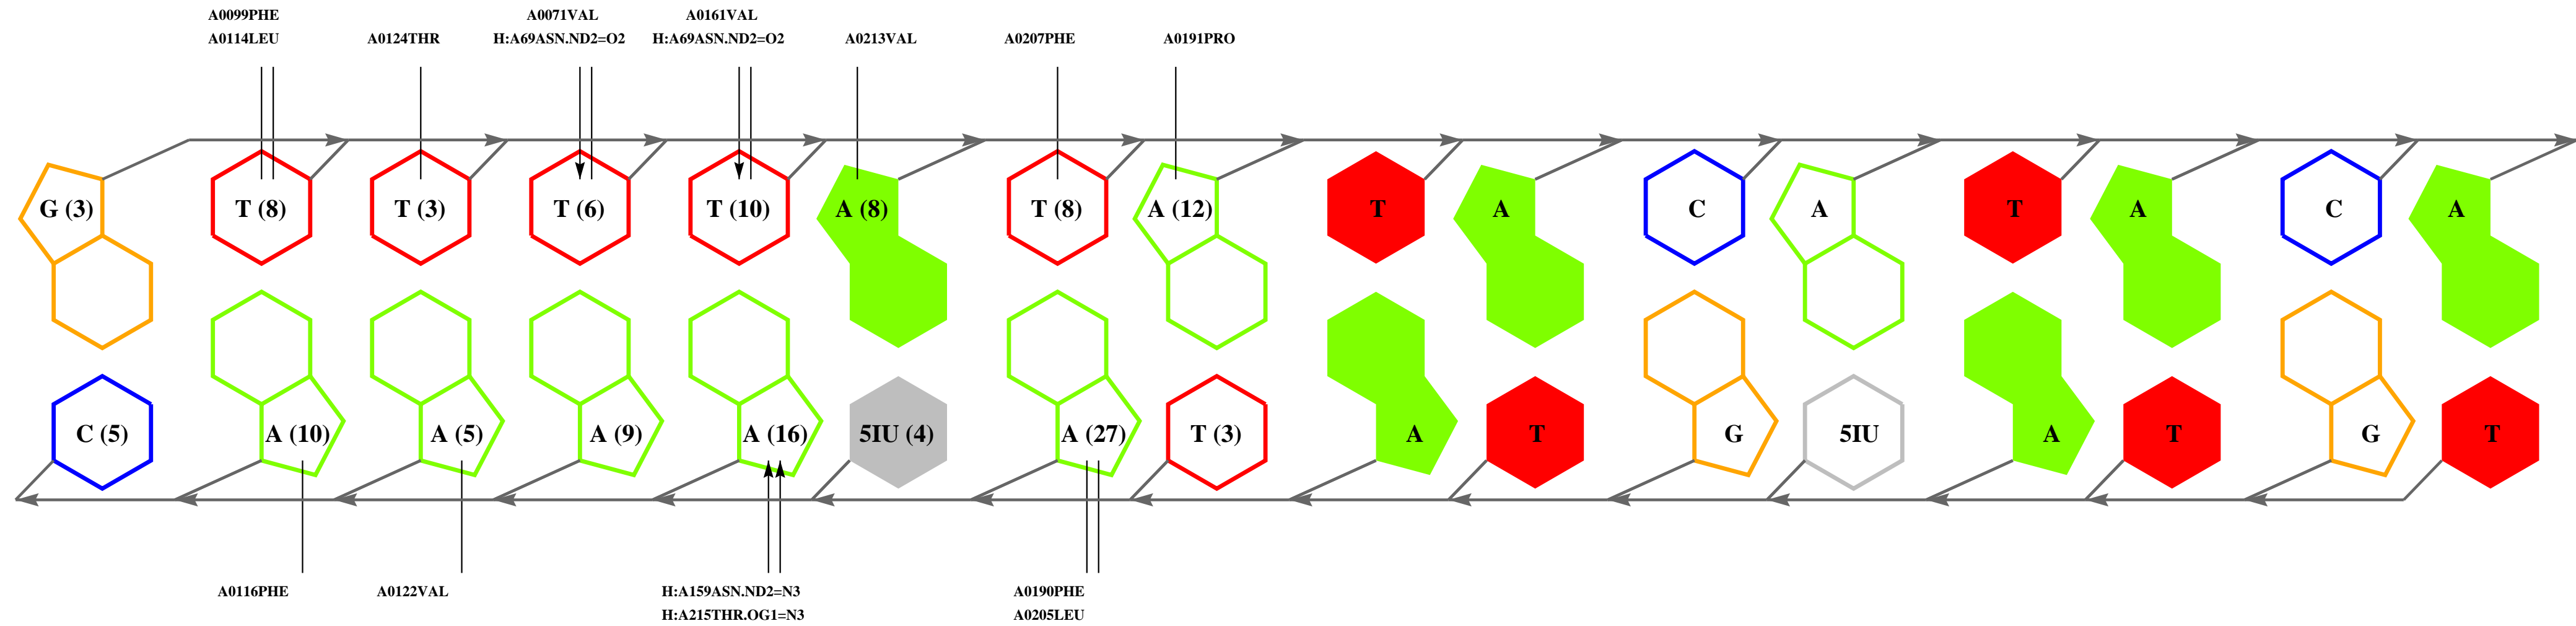 A0099PHE A0071VAL A0161VAL
A0114LEU A0124THR H:A69ASN.ND2=O2 H:A69ASN.ND2=O2 A0213VAL A0207PHE A0191PRO
G (3) T (8) T (3) T (6) T (10) A (8) T (8) A (12) T A C A T A C A
C (5) A (10) A (5) A (9) A (16) 5IU (4) A (27) T (3) A T G 5IU A T G T
A0116PHE A0122VAL H:A159ASN.ND2=N3 A0190PHE
H:A215THR.OG1=N3 A0205LEU